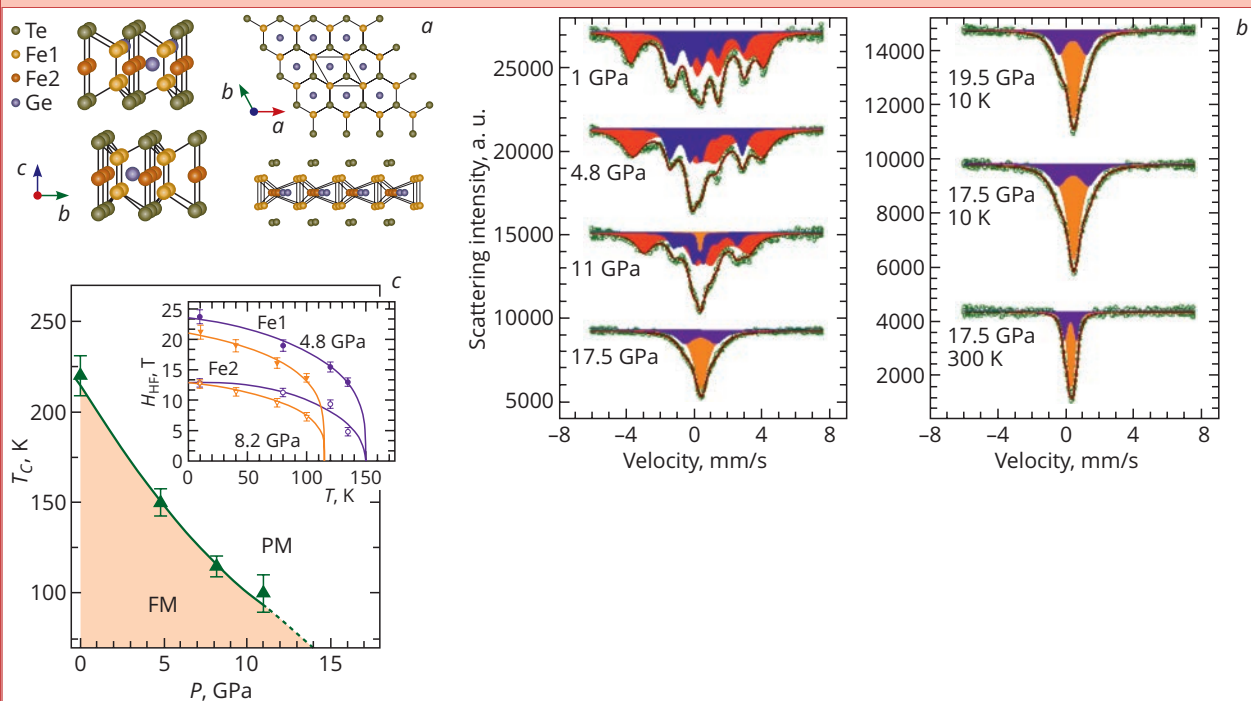 Te
Fe1
Fe2
Ge
a
b
a
c
b
c
250
200
150
100
T_C, K
0
5
10
15
P, GPa
FM
PM
25
20
15
10
5
0
H_HF, T
0
50
100
150
T, K
Fe1
4.8 GPa
Fe2
8.2 GPa
Scattering intensity, a. u.
25000
20000
15000
10000
5000
1 GPa
4.8 GPa
11 GPa
17.5 GPa
−8
−4
0
4
8
Velocity, mm/s
b
14000
12000
10000
8000
6000
4000
2000
19.5 GPa
10 K
17.5 GPa
10 K
17.5 GPa
300 K
−8
−4
0
4
8
Velocity, mm/s